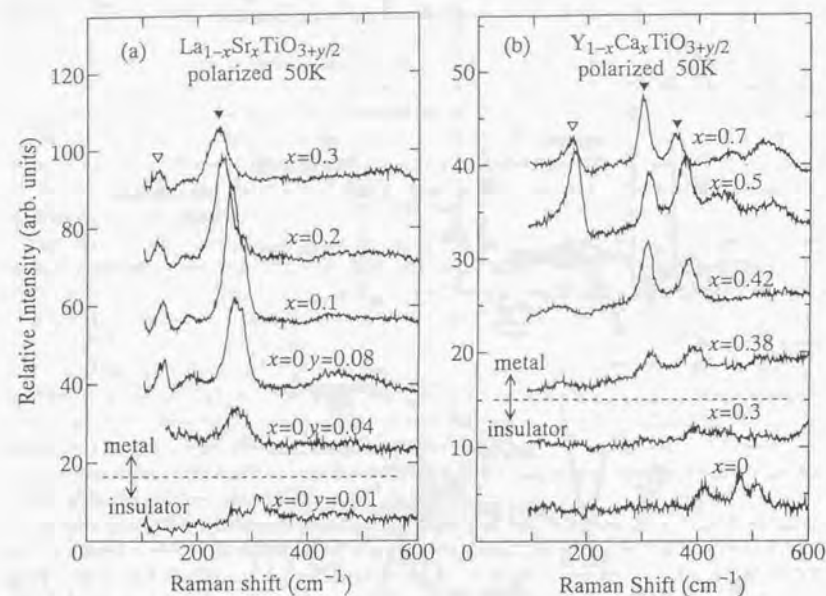 (a)
La1−xSrxTiO3+y/2
polarized 50K
120
100
80
60
40
20
x=0.3
x=0.2
x=0.1
x=0 y=0.08
x=0 y=0.04
metal
insulator
x=0 y=0.01
0
200
400
600
Raman shift (cm−1)
Relative Intensity (arb. units)
(b)
Y1−xCaxTiO3+y/2
polarized 50K
50
40
30
20
10
x=0.7
x=0.5
x=0.42
x=0.38
metal
insulator
x=0.3
x=0
0
200
400
600
Raman Shift (cm−1)